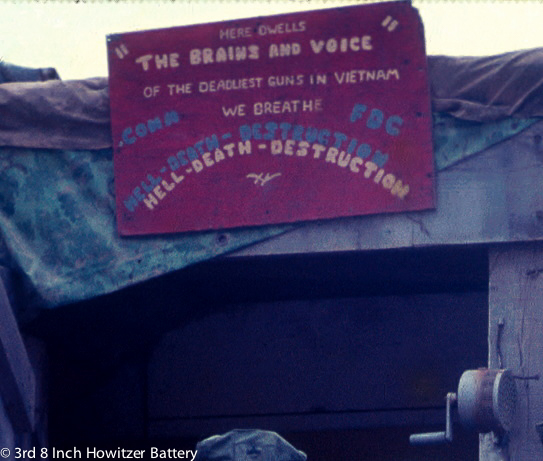 HERE DWELLS
" THE BRAINS AND VOICE "
OF THE DEADLIEST GUNS IN VIETNAM
WE BREATHE
COMM FDC
HELL-DEATH-DESTRUCTION
HELL-DEATH-DESTRUCTION
© 3rd 8 Inch Howitzer Battery